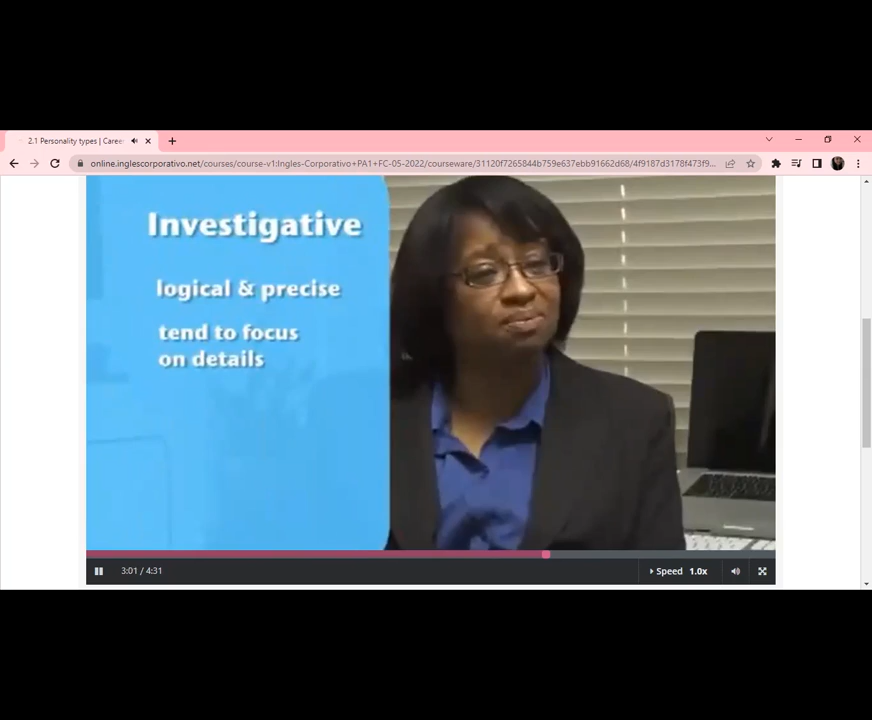 2.1 Personality types | Caree
online.inglescorporativo.net/courses/course-v1:Ingles-Corporativo+PA1+FC-05-2022/courseware/31120f7265844b759e637ebb91662d68/4f9187d3178f473f9...
Investigative
logical & precise
tend to focus
on details
3:01 / 4:31
Speed 1.0x